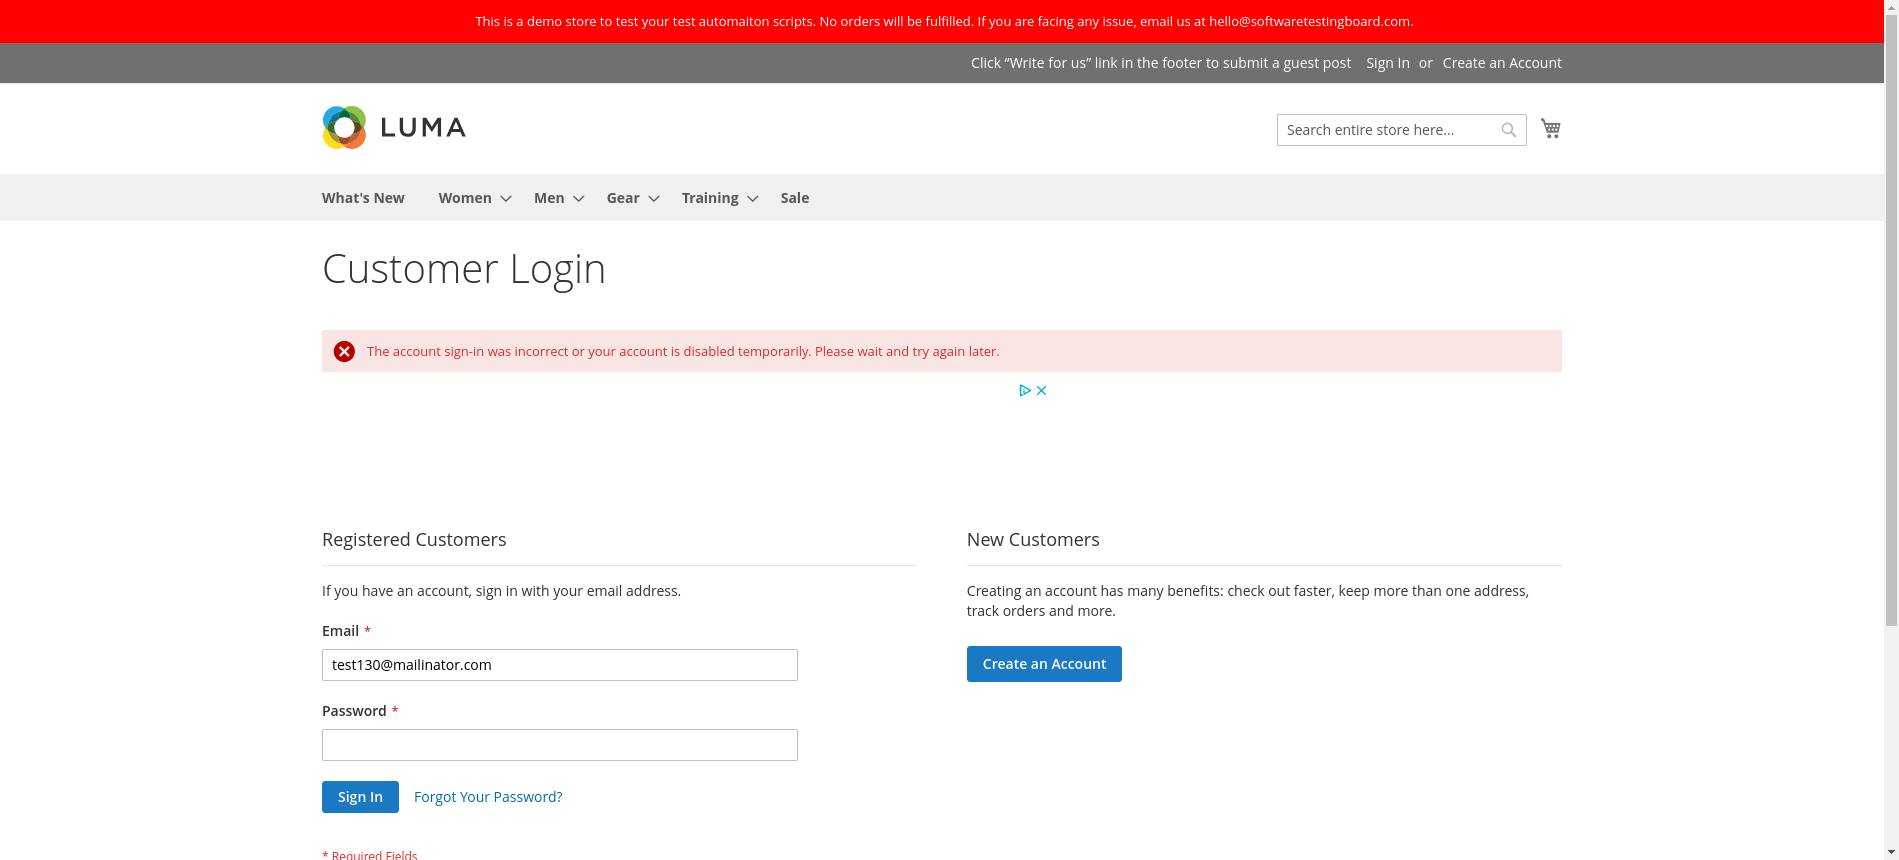 This is a demo store to test your test automaiton scripts. No orders will be fulfilled. If you are facing any issue, email us at hello@softwaretestingboard.com.
Click “Write for us” link in the footer to submit a guest post Sign In or Create an Account
LUMA
Search entire store here...
What's New Women Men Gear Training Sale
Customer Login
The account sign-in was incorrect or your account is disabled temporarily. Please wait and try again later.
Registered Customers
If you have an account, sign in with your email address.
Email *
test130@mailinator.com
Password *
Sign In Forgot Your Password?
* Required Fields
New Customers
Creating an account has many benefits: check out faster, keep more than one address,
track orders and more.
Create an Account